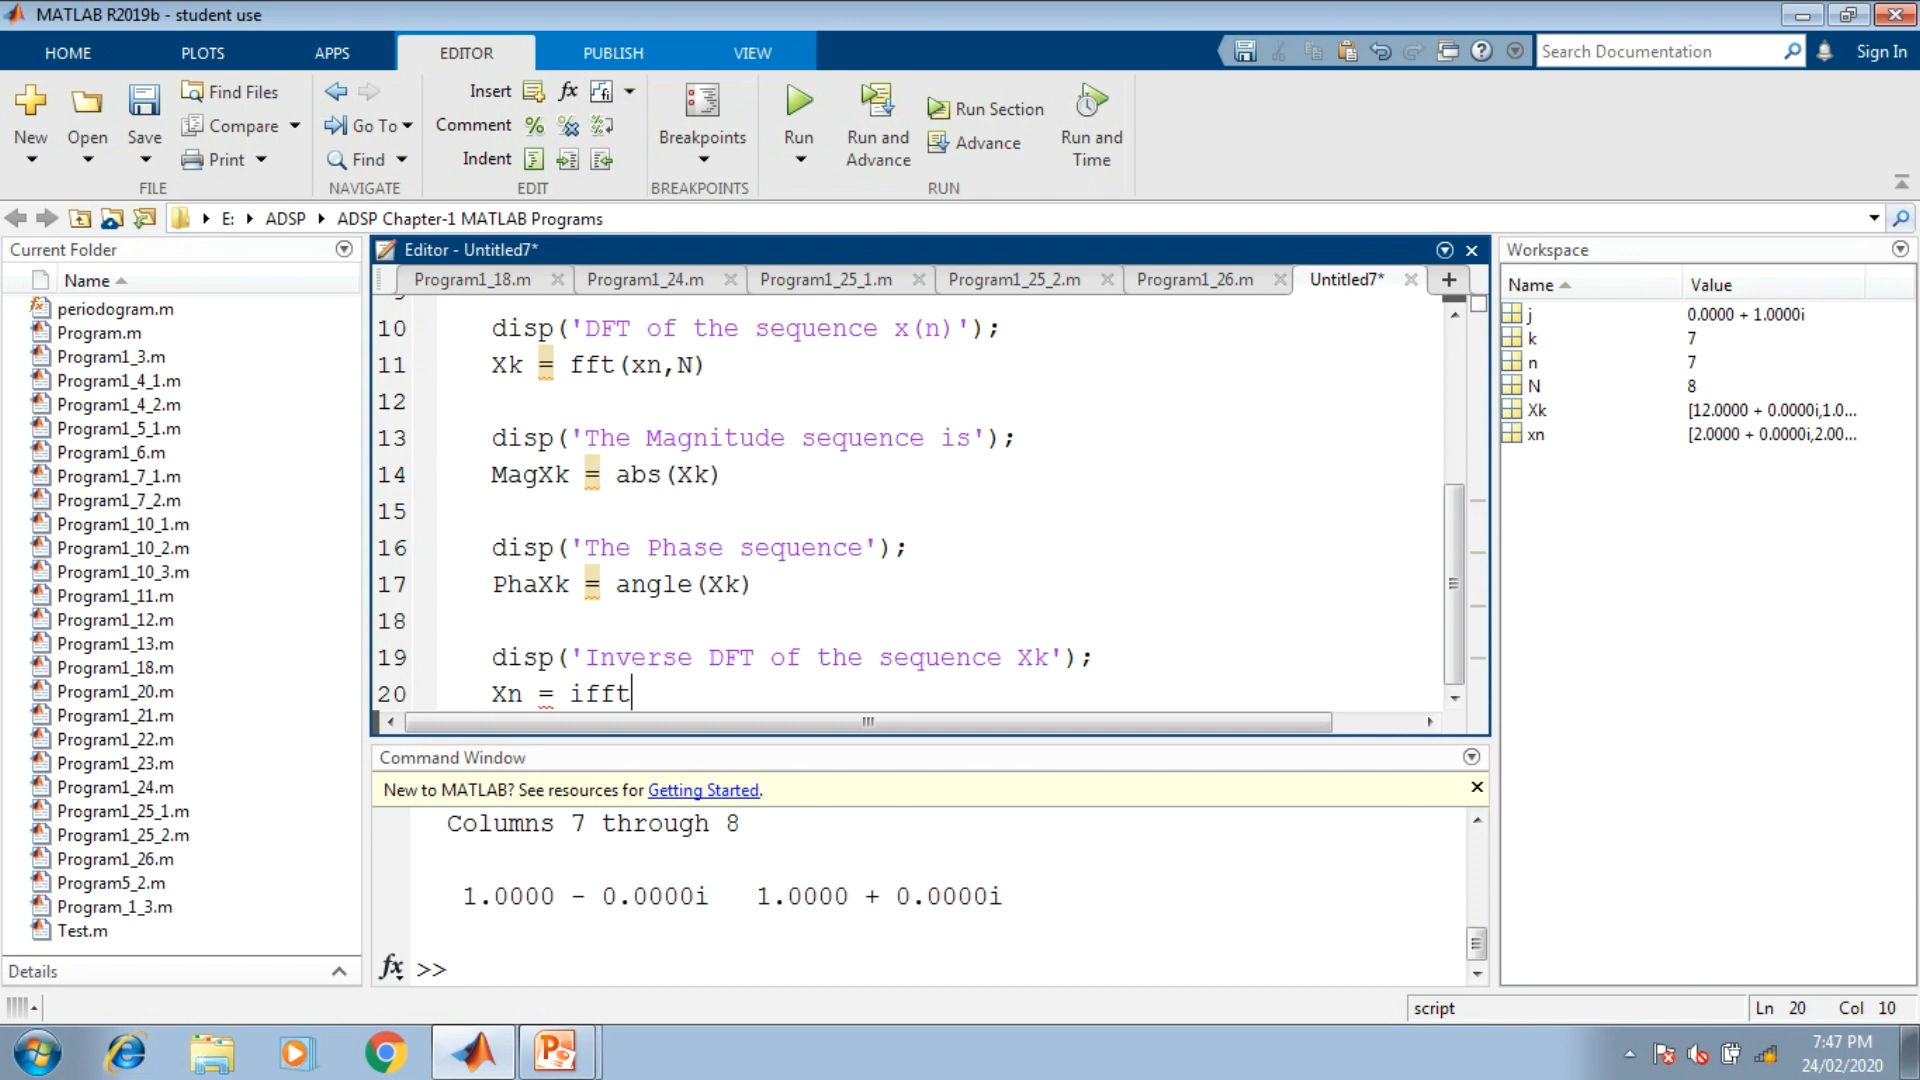 MATLAB R2019b - student use
HOME PLOTS APPS EDITOR PUBLISH VIEW
Search Documentation
Sign In
New Open Save
Find Files
Compare
Print
FILE
Go To
Find
NAVIGATE
Insert
Comment
Indent
EDIT
Breakpoints
BREAKPOINTS
Run
Run and Advance
Run Section
Advance
Run and Time
RUN
E: ADSP ADSP Chapter-1 MATLAB Programs
Current Folder
Name
periodogram.m
Program.m
Program1_3.m
Program1_4_1.m
Program1_4_2.m
Program1_5_1.m
Program1_6.m
Program1_7_1.m
Program1_7_2.m
Program1_10_1.m
Program1_10_2.m
Program1_10_3.m
Program1_11.m
Program1_12.m
Program1_13.m
Program1_18.m
Program1_20.m
Program1_21.m
Program1_22.m
Program1_23.m
Program1_24.m
Program1_25_1.m
Program1_25_2.m
Program1_26.m
Program5_2.m
Program_1_3.m
Test.m
Details
Editor - Untitled7*
Program1_18.m Program1_24.m Program1_25_1.m Program1_25_2.m Program1_26.m Untitled7*
10 disp('DFT of the sequence x(n)');
11 Xk = fft(xn,N)
12
13 disp('The Magnitude sequence is');
14 MagXk = abs(Xk)
15
16 disp('The Phase sequence');
17 PhaXk = angle(Xk)
18
19 disp('Inverse DFT of the sequence Xk');
20 Xn = ifft
Command Window
New to MATLAB? See resources for Getting Started.
Columns 7 through 8
1.0000 - 0.0000i 1.0000 + 0.0000i
fx >>
Workspace
Name Value
j 0.0000 + 1.0000i
k 7
n 7
N 8
Xk [12.0000 + 0.0000i,1.0...
xn [2.0000 + 0.0000i,2.00...
script
Ln 20 Col 10
7:47 PM
24/02/2020